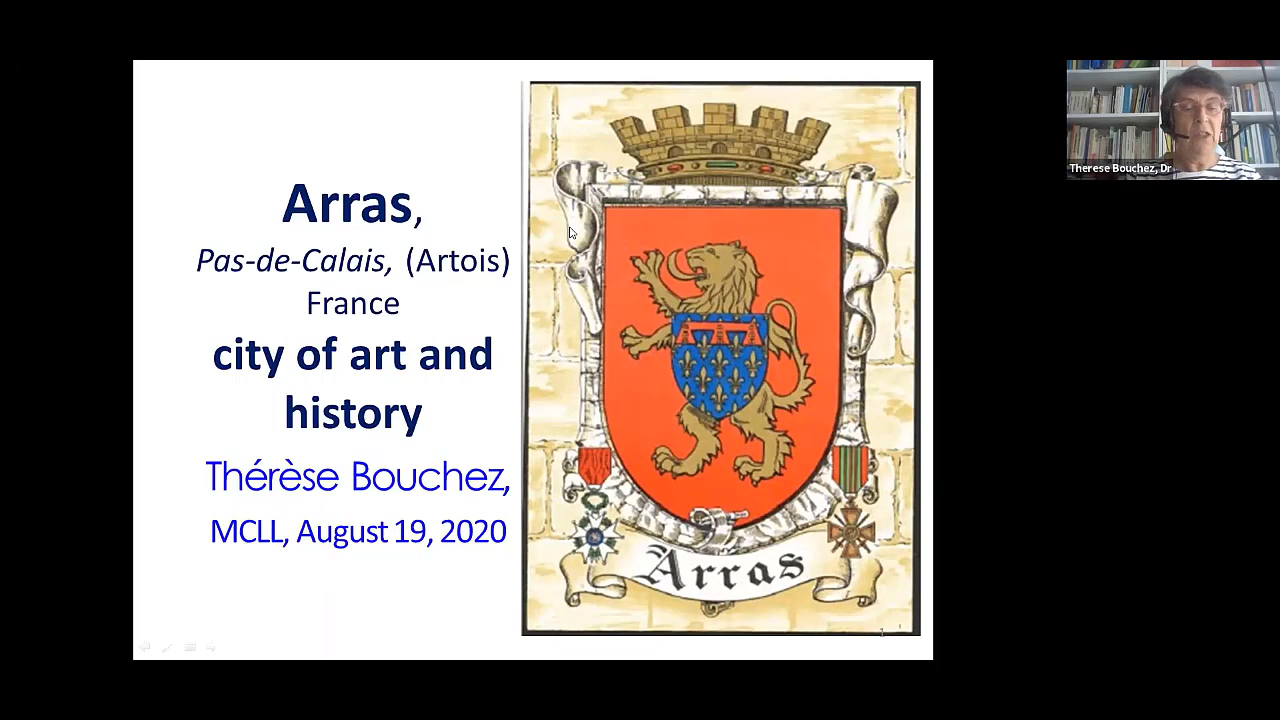 Arras,
Pas-de-Calais, (Artois)
France
city of art and
history
Thérèse Bouchez,
MCLL, August 19, 2020
Arras
1
Therese Bouchez, Dr